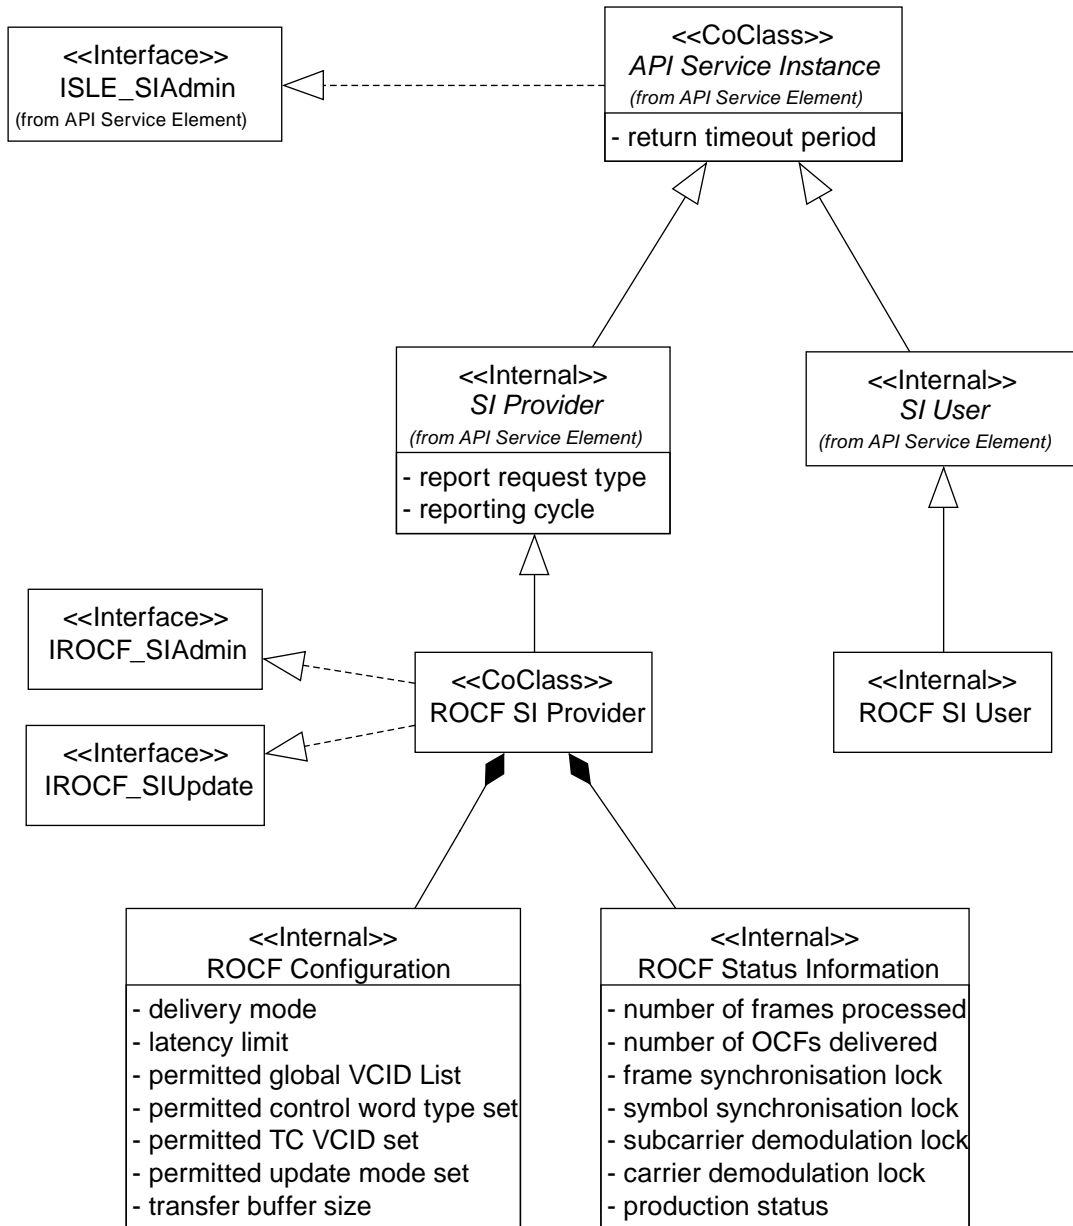 <<Interface>>
ISLE_SIAdmin
(from API Service Element)
<<CoClass>>
API Service Instance
(from API Service Element)
- return timeout period
<<Internal>>
SI Provider
(from API Service Element)
- report request type
- reporting cycle
<<Internal>>
SI User
(from API Service Element)
<<Interface>>
IROCF_SIAdmin
<<Interface>>
IROCF_SIUpdate
<<CoClass>>
ROCF SI Provider
<<Internal>>
ROCF SI User
<<Internal>>
ROCF Configuration
- delivery mode
- latency limit
- permitted global VCID List
- permitted control word type set
- permitted TC VCID set
- permitted update mode set
- transfer buffer size
<<Internal>>
ROCF Status Information
- number of frames processed
- number of OCFs delivered
- frame synchronisation lock
- symbol synchronisation lock
- subcarrier demodulation lock
- carrier demodulation lock
- production status